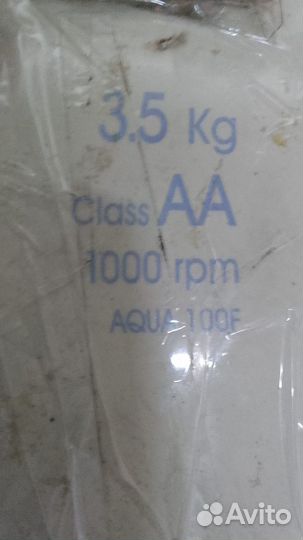 3.5 Kg
Class AA
1000 rpm
AQUA 100F
Avito